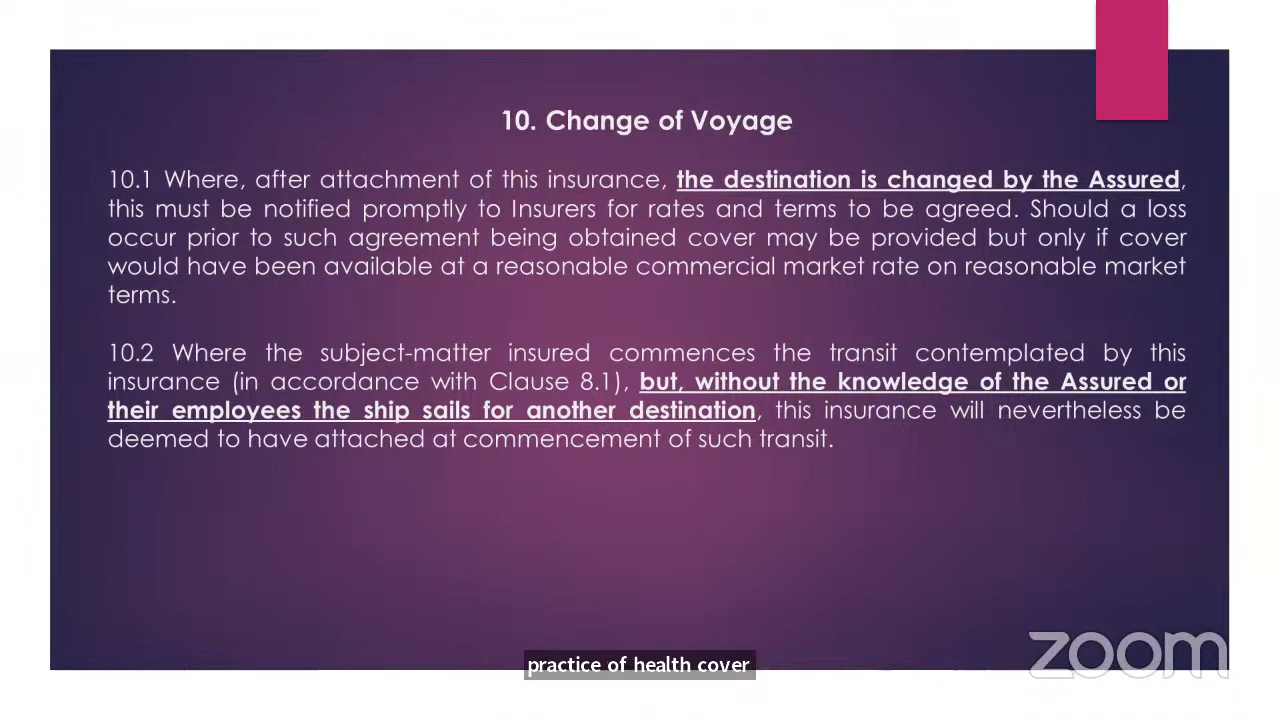 10. Change of Voyage
10.1 Where, after attachment of this insurance, the destination is changed by the Assured,
this must be notified promptly to Insurers for rates and terms to be agreed. Should a loss
occur prior to such agreement being obtained cover may be provided but only if cover
would have been available at a reasonable commercial market rate on reasonable market
terms.
10.2 Where the subject-matter insured commences the transit contemplated by this
insurance (in accordance with Clause 8.1), but, without the knowledge of the Assured or
their employees the ship sails for another destination, this insurance will nevertheless be
deemed to have attached at commencement of such transit.
zoom
practice of health cover